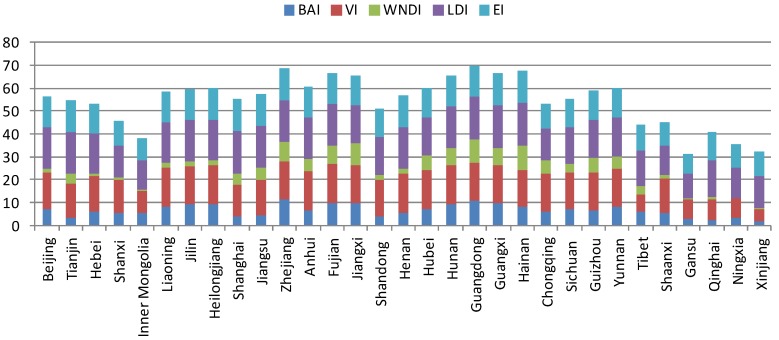 BAI VI WNDI LDI EI
80
70
60
50
40
30
20
10
0
Beijing
Tianjin
Hebei
Shanxi
Inner Mongolia
Liaoning
Jilin
Heilongjiang
Shanghai
Jiangsu
Zhejiang
Anhui
Fujian
Jiangxi
Shandong
Henan
Hubei
Hunan
Guangdong
Guangxi
Hainan
Chongqing
Sichuan
Guizhou
Yunnan
Tibet
Shaanxi
Gansu
Qinghai
Ningxia
Xinjiang